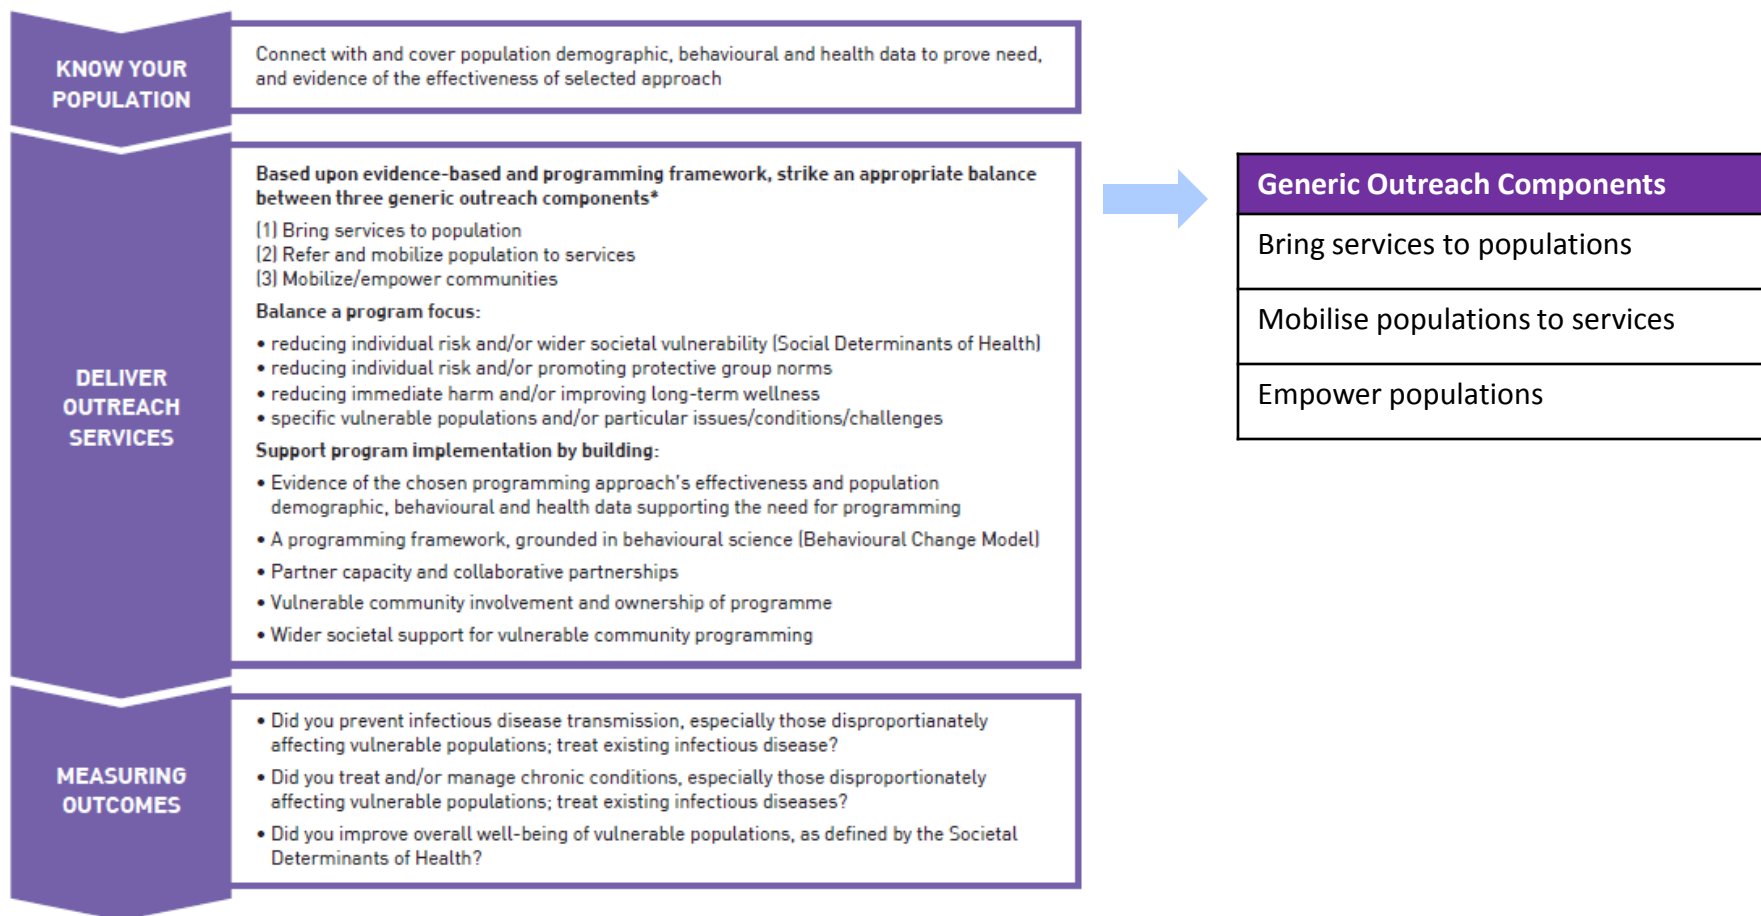 KNOW YOUR
POPULATION
Connect with and cover population demographic, behavioural and health data to prove need,
and evidence of the effectiveness of selected approach
DELIVER
OUTREACH
SERVICES
Based upon evidence-based and programming framework, strike an appropriate balance
between three generic outreach components*
(1) Bring services to population
(2) Refer and mobilize population to services
(3) Mobilize/empower communities
Balance a program focus:
• reducing individual risk and/or wider societal vulnerability (Social Determinants of Health)
• reducing individual risk and/or promoting protective group norms
• reducing immediate harm and/or improving long-term wellness
• specific vulnerable populations and/or particular issues/conditions/challenges
Support program implementation by building:
• Evidence of the chosen programming approach's effectiveness and population
demographic, behavioural and health data supporting the need for programming
• A programming framework, grounded in behavioural science (Behavioural Change Model)
• Partner capacity and collaborative partnerships
• Vulnerable community involvement and ownership of programme
• Wider societal support for vulnerable community programming
MEASURING
OUTCOMES
• Did you prevent infectious disease transmission, especially those disproportianately
affecting vulnerable populations; treat existing infectious disease?
• Did you treat and/or manage chronic conditions, especially those disproportionately
affecting vulnerable populations; treat existing infectious diseases?
• Did you improve overall well-being of vulnerable populations, as defined by the Societal
Determinants of Health?
Generic Outreach Components
Bring services to populations
Mobilise populations to services
Empower populations